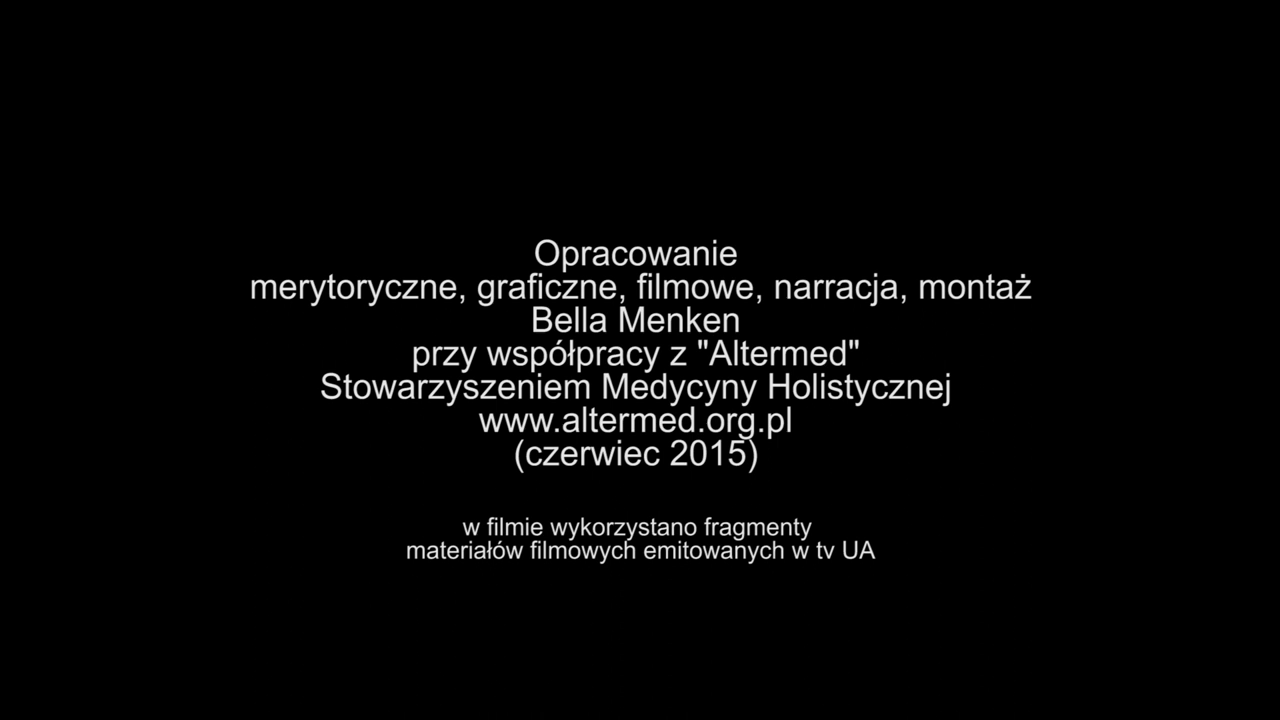 Opracowanie
merytoryczne, graficzne, filmowe, narracja, montaż
Bella Menken
przy współpracy z "Altermed"
Stowarzyszeniem Medycyny Holistycznej
www.altermed.org.pl
(czerwiec 2015)
w filmie wykorzystano fragmenty
materiałów filmowych emitowanych w tv UA